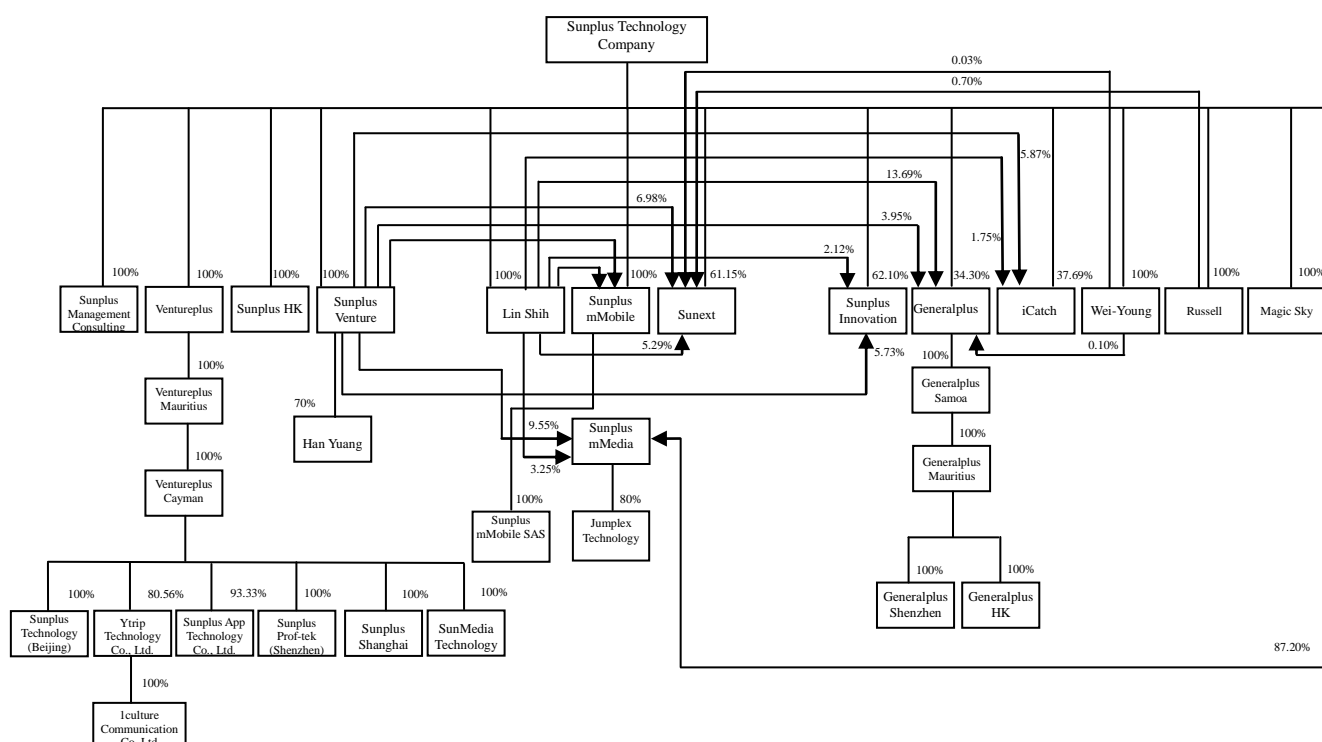 Sunplus Technology
Company
0.03%
0.70%
5.87%
13.69%
6.98%
3.95%
1.75%
2.12%
100%
100%
100%
100%
100%
100%
61.15%
62.10%
34.30%
37.69%
100%
100%
100%
Sunplus
Management
Consulting
Ventureplus
Sunplus HK
Sunplus
Venture
Lin Shih
Sunplus
mMobile
Sunext
Sunplus
Innovation
Generalplus
iCatch
Wei-Young
Russell
Magic Sky
5.29%
5.73%
0.10%
100%
100%
Ventureplus
Mauritius
Generalplus
Samoa
70%
Han Yuang
9.55%
3.25%
Sunplus
mMedia
100%
100%
Ventureplus
Cayman
Generalplus
Mauritius
100%
80%
Sunplus
mMobile SAS
Jumplex
Technology
100%
80.56%
93.33%
100%
100%
100%
100%
100%
Sunplus
Technology
(Beijing)
Ytrip
Technology
Co., Ltd.
Sunplus App
Technology
Co., Ltd.
Sunplus
Prof-tek
(Shenzhen)
Sunplus
Shanghai
SunMedia
Technology
Generalplus
Shenzhen
Generalplus
HK
87.20%
100%
1culture
Communication
Co. Ltd